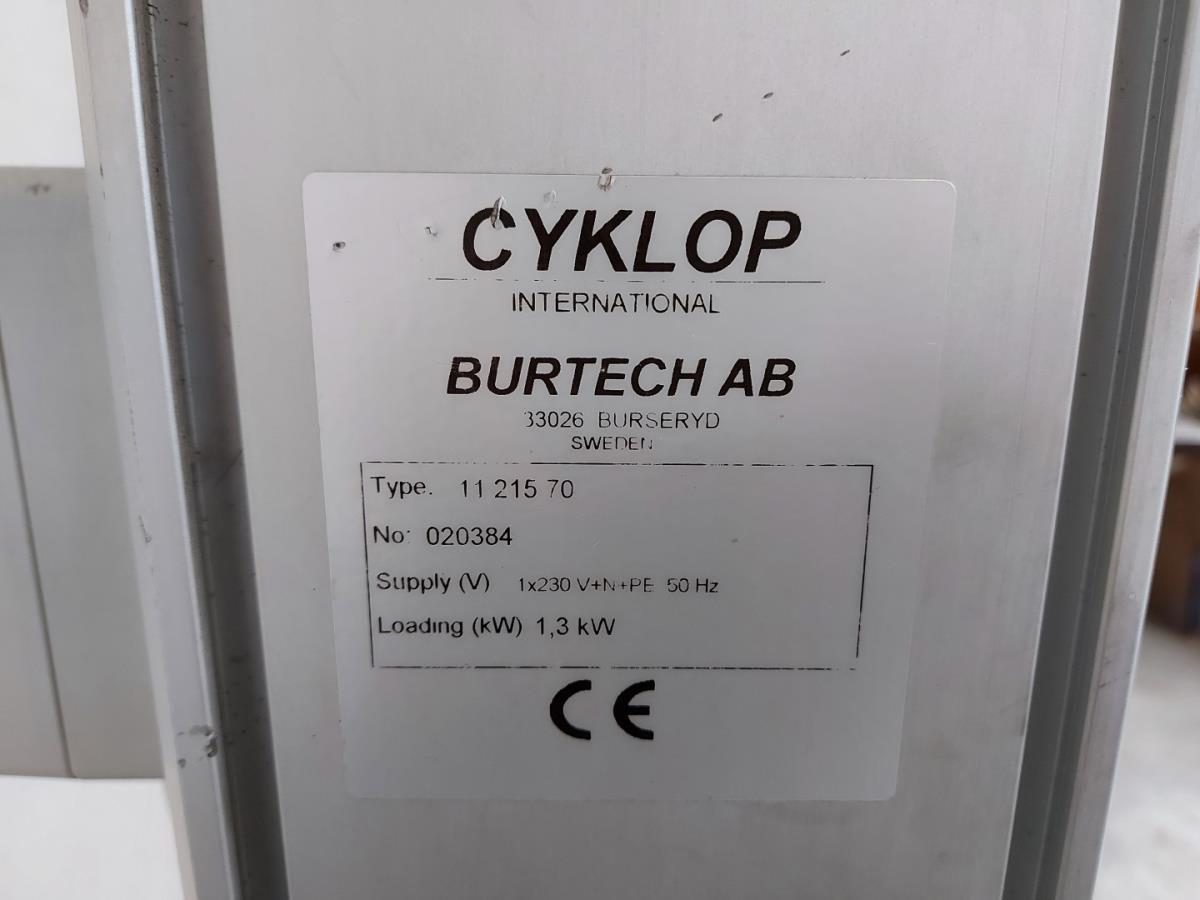 CYKLOP
INTERNATIONAL
BURTECH AB
33026 BURSERYD
SWEDEN
Type. 11 215 70
No: 020384
Supply (V) 1x230 V+N+PE 50 Hz
Loading (kW) 1,3 kW
CE